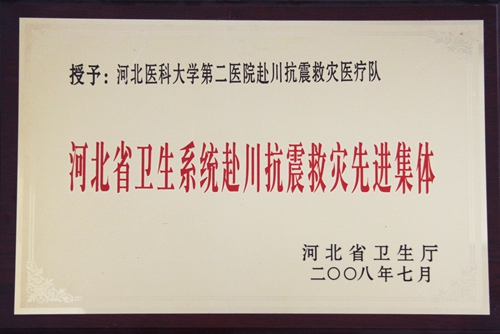 授予：河北医科大学第二医院赴川抗震救灾医疗队
河北省卫生系统赴川抗震救灾先进集体
河北省卫生厅
二〇〇八年七月